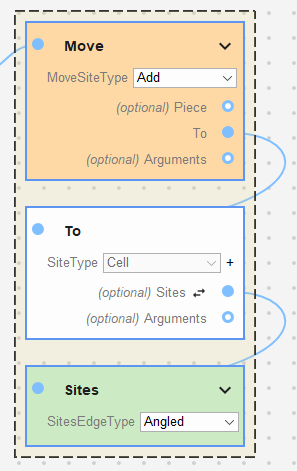 Move
MoveSiteType Add
(optional) Piece
To
(optional) Arguments
To
SiteType Cell +
(optional) Sites
(optional) Arguments
Sites
SitesEdgeType Angled